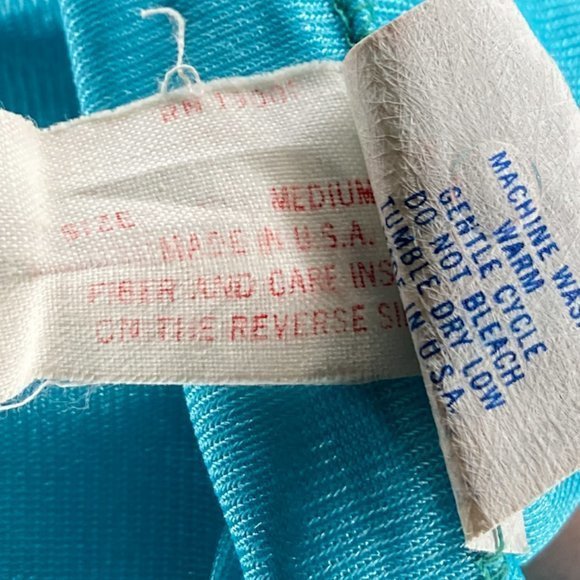 RN
SIZE MEDIUM
MADE IN U.S.A.
FIBER AND CARE INS
ON THE REVERSE SI
MACHINE WAS
WARM
GENTLE CYCLE
DO NOT BLEACH
TUMBLE DRY LOW
E IN U.S.A.